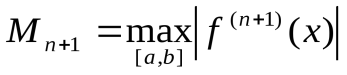 M_{n+1} = \max_{[a,b]} |f^{(n+1)}(x)|